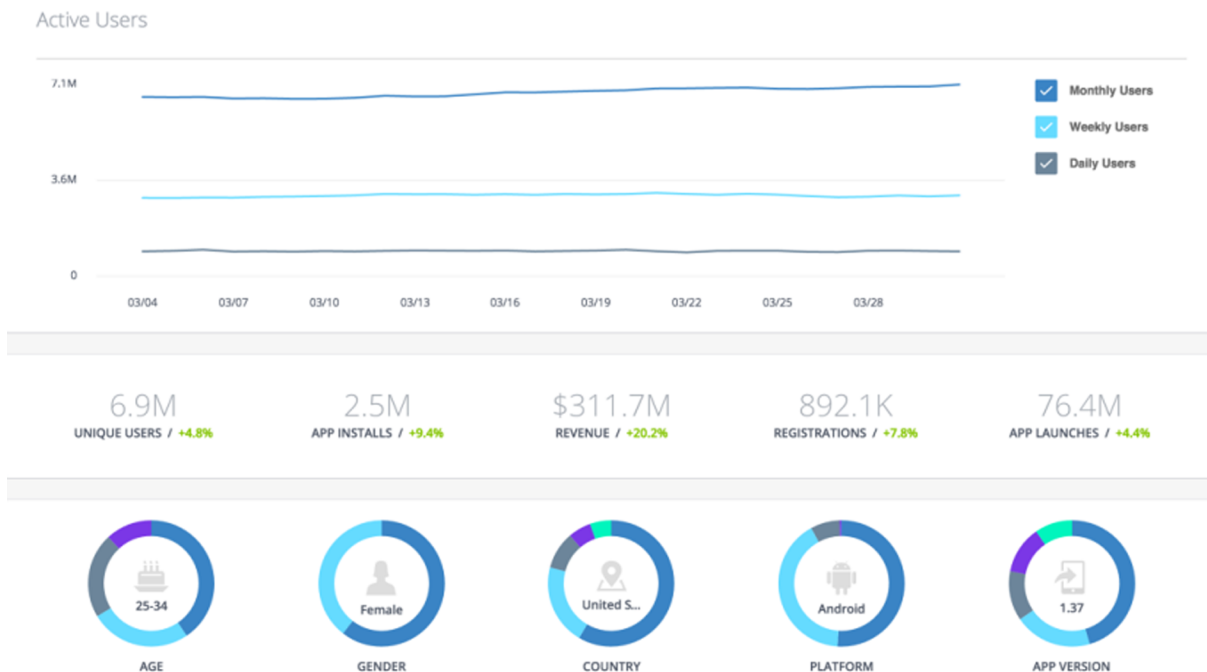 Active Users
7.1M
Monthly Users
Weekly Users
Daily Users
3.6M
0
03/04 03/07 03/10 03/13 03/16 03/19 03/22 03/25 03/28
6.9M 2.5M $311.7M 892.1K 76.4M
UNIQUE USERS / +4.8% APP INSTALLS / +9.4% REVENUE / +20.2% REGISTRATIONS / +7.8% APP LAUNCHES / +4.4%
25-34 Female United S... Android 1.37
AGE GENDER COUNTRY PLATFORM APP VERSION